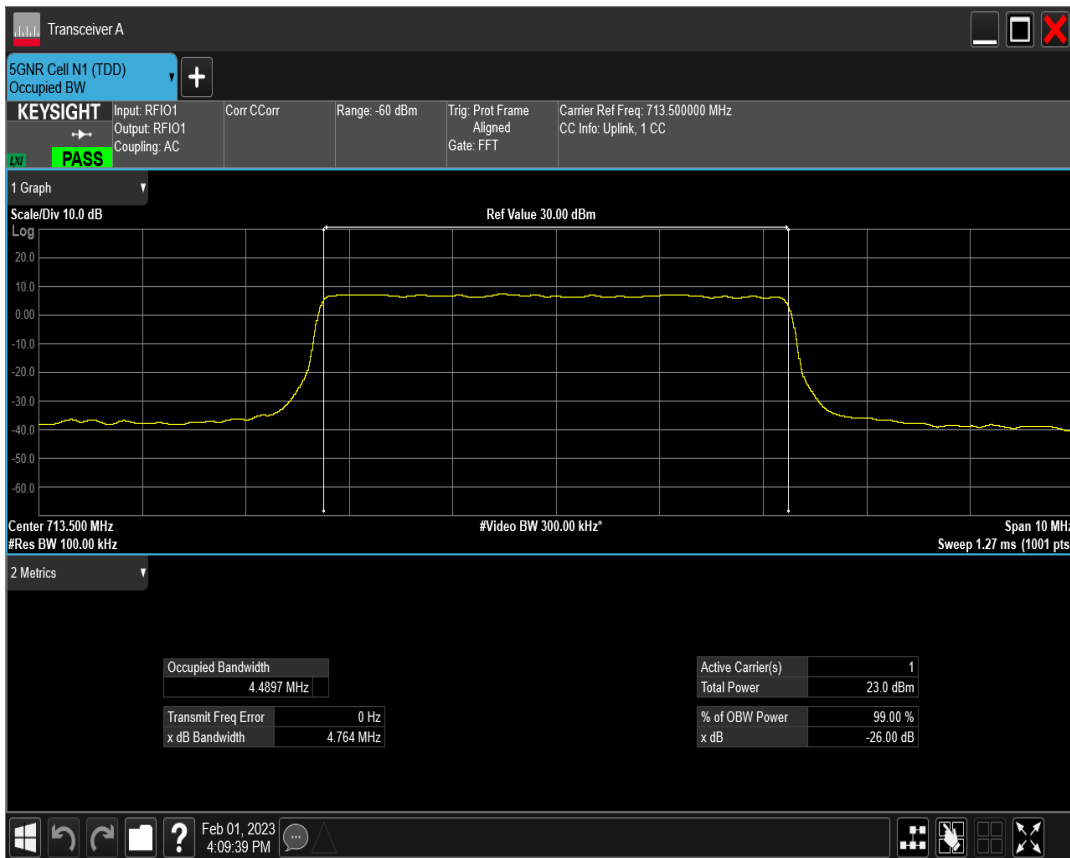 Transceiver A
5GNR Cell N1 (TDD)
Occupied BW
+
KEYSIGHT
LXI
PASS
Input: RFIO1
Output: RFIO1
Coupling: AC
Corr CCorr
Range: -60 dBm
Trig: Prot Frame
Aligned
Gate: FFT
Carrier Ref Freq: 713.500000 MHz
CC Info: Uplink, 1 CC
1 Graph
Scale/Div 10.0 dB
Ref Value 30.00 dBm
Log
20.0
10.0
0.00
-10.0
-20.0
-30.0
-40.0
-50.0
-60.0
Center 713.500 MHz
#Video BW 300.00 kHz*
Span 10 MHz
#Res BW 100.00 kHz
Sweep 1.27 ms (1001 pts
2 Metrics
Occupied Bandwidth
4.4897 MHz
Transmit Freq Error 0 Hz
x dB Bandwidth 4.764 MHz
Active Carrier(s) 1
Total Power 23.0 dBm
% of OBW Power 99.00 %
x dB -26.00 dB
?
Feb 01, 2023
4:09:39 PM